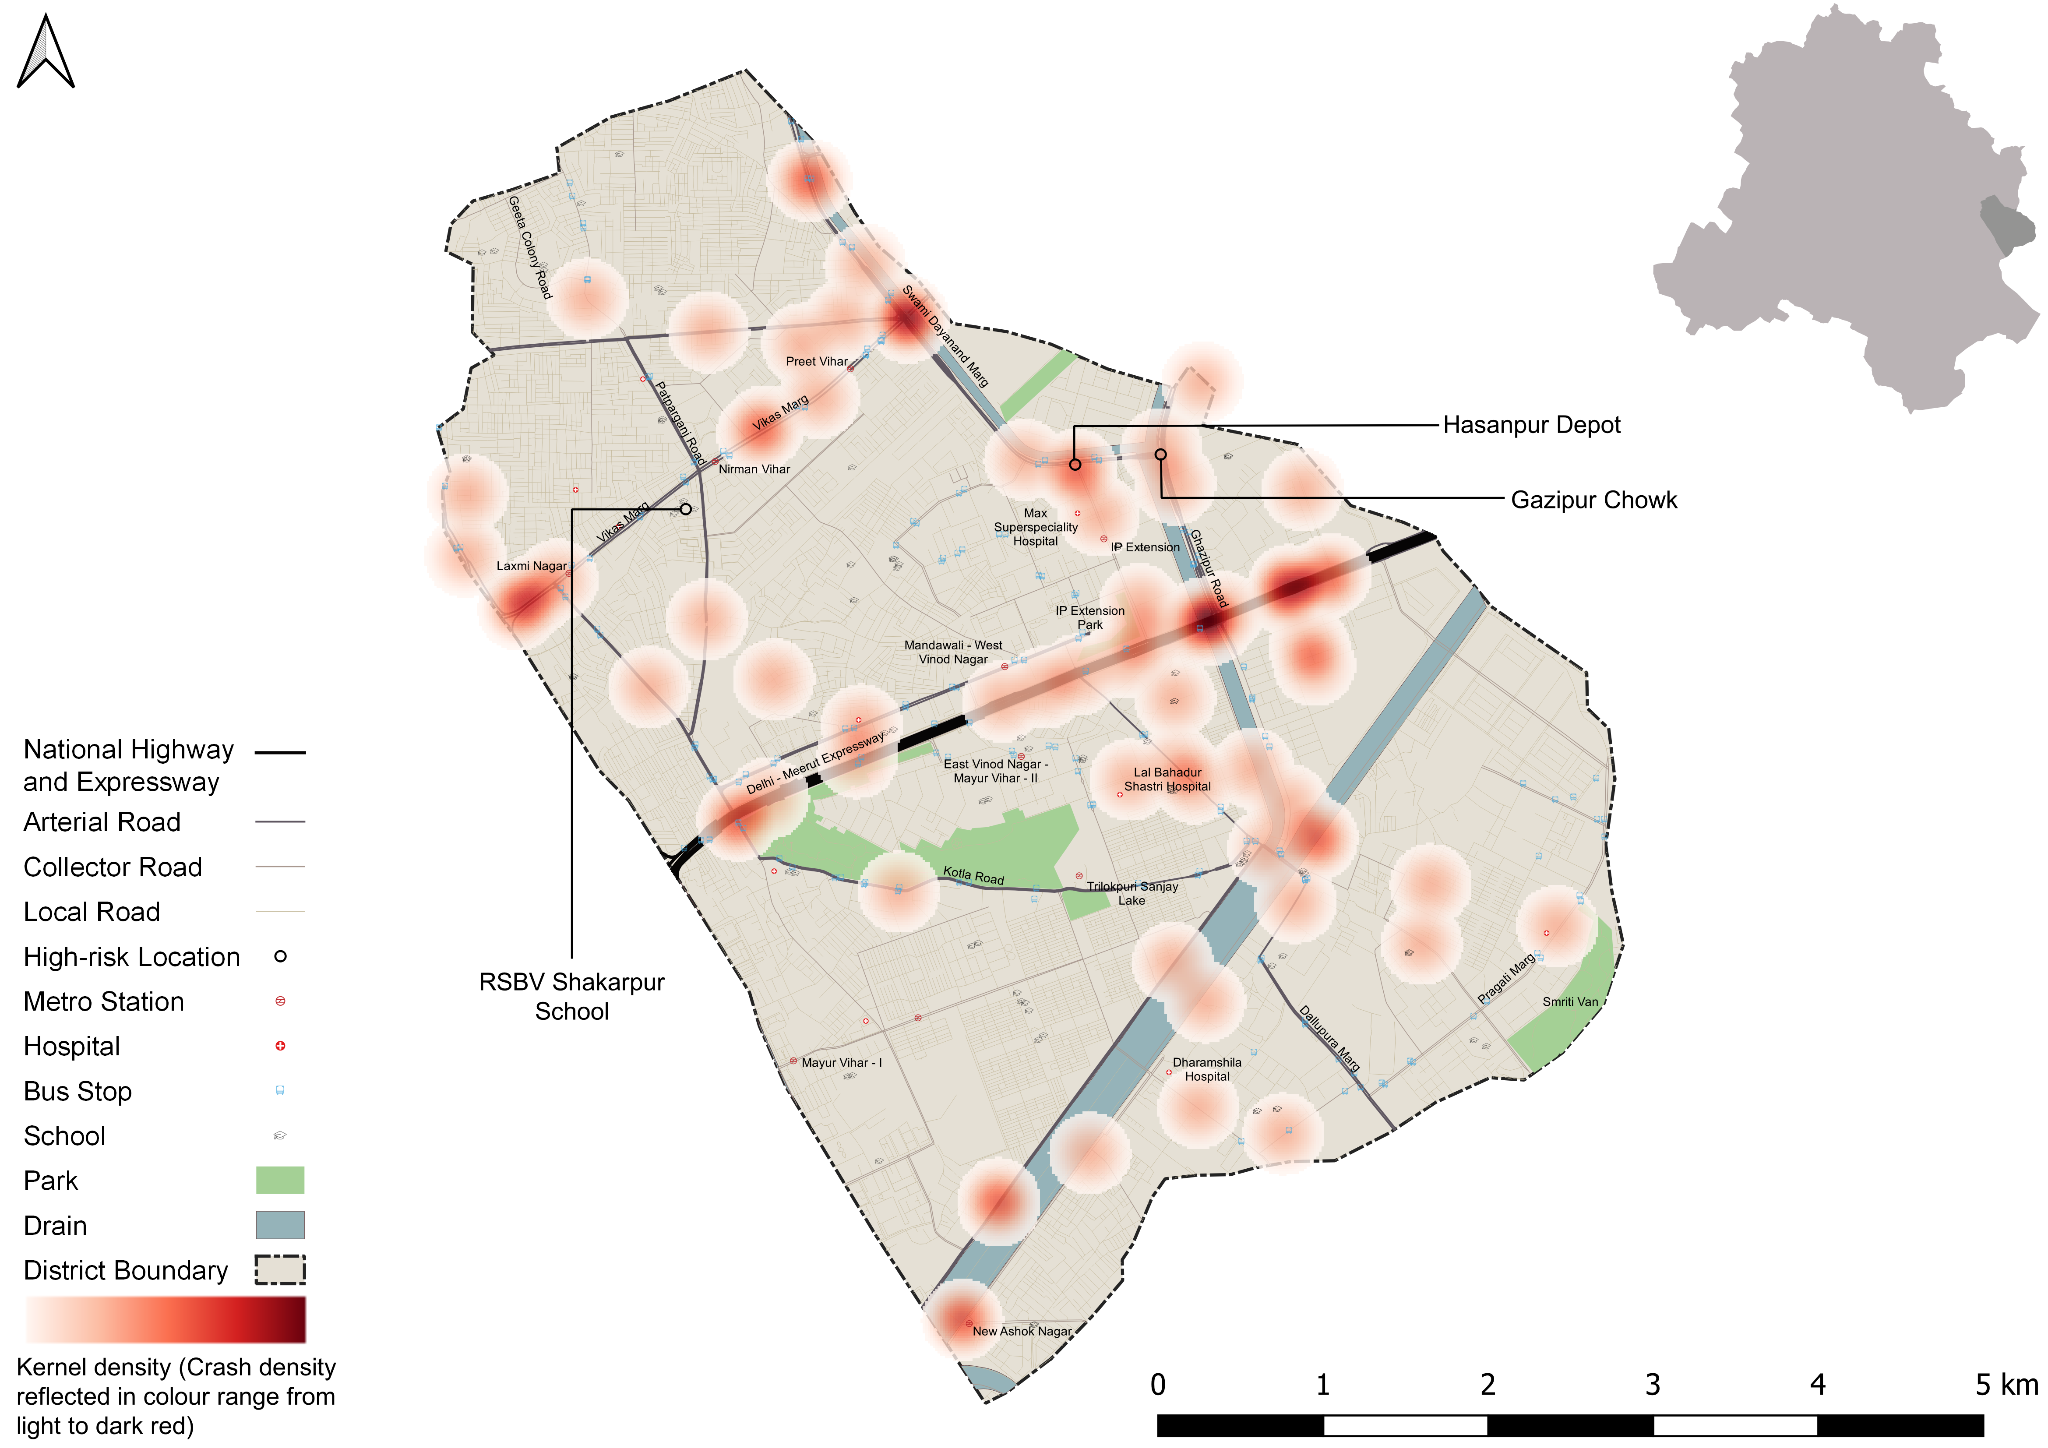 Geeta Colony Road
Swami Dayanand Marg
Preet Vihar
Patparganj Road
Vikas Marg
Nirman Vihar
Hasanpur Depot
Gazipur Chowk
Vikas Marg
Max
Superspeciality
Hospital
IP Extension
Ghazipur Road
Laxmi Nagar
IP Extension
Park
Mandawali - West
Vinod Nagar
Delhi - Meerut Expressway
East Vinod Nagar -
Mayur Vihar - II
Lal Bahadur
Shastri Hospital
Kotla Road
Trilokpuri Sanjay
Lake
RSBV Shakarpur
School
Pragati Marg
Smriti Van
Dallupura Marg
Mayur Vihar - I
Dharamshila
Hospital
New Ashok Nagar
National Highway
and Expressway
Arterial Road
Collector Road
Local Road
High-risk Location
Metro Station
Hospital
Bus Stop
School
Park
Drain
District Boundary
Kernel density (Crash density
reflected in colour range from
light to dark red)
0 1 2 3 4 5 km